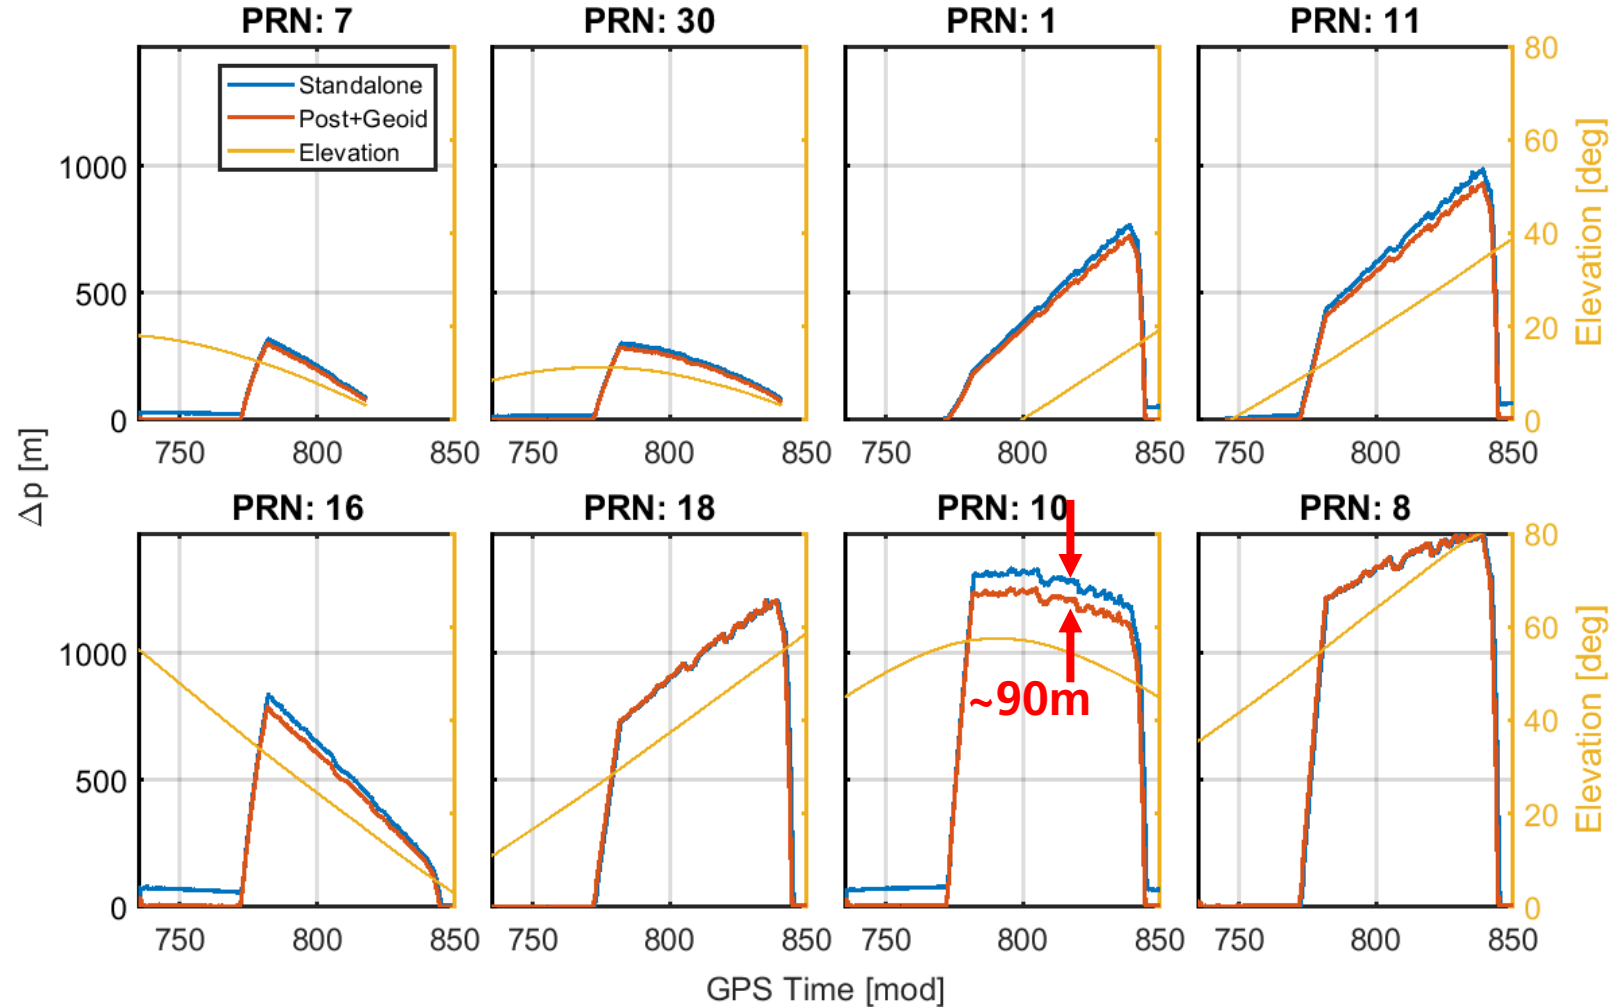 PRN: 7
PRN: 30
PRN: 1
PRN: 11
Standalone
Post+Geoid
Elevation
1000
500
0
750 800 850
750 800 850
750 800 850
750 800 850
80
60
40
20
0
Elevation [deg]
Δp [m]
PRN: 16
PRN: 18
PRN: 10
PRN: 8
~90m
1000
500
0
750 800 850
750 800 850
750 800 850
750 800 850
80
60
40
20
0
Elevation [deg]
GPS Time [mod]